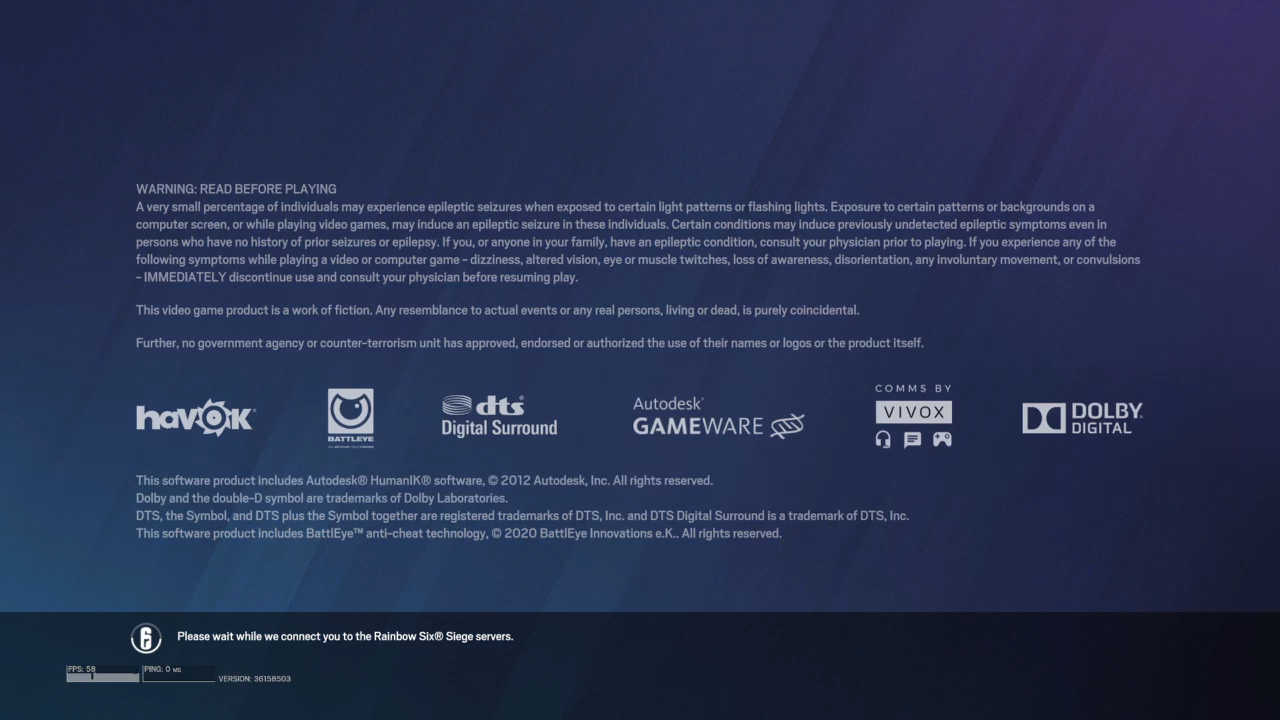 WARNING: READ BEFORE PLAYING
A very small percentage of individuals may experience epileptic seizures when exposed to certain light patterns or flashing lights. Exposure to certain patterns or backgrounds on a
computer screen, or while playing video games, may induce an epileptic seizure in these individuals. Certain conditions may induce previously undetected epileptic symptoms even in
persons who have no history of prior seizures or epilepsy. If you, or anyone in your family, have an epileptic condition, consult your physician prior to playing. If you experience any of the
following symptoms while playing a video or computer game - dizziness, altered vision, eye or muscle twitches, loss of awareness, disorientation, any involuntary movement, or convulsions
- IMMEDIATELY discontinue use and consult your physician before resuming play.
This video game product is a work of fiction. Any resemblance to actual events or any real persons, living or dead, is purely coincidental.
Further, no government agency or counter-terrorism unit has approved, endorsed or authorized the use of their names or logos or the product itself.
havok®
BATTLEYE
dts®
Digital Surround
Autodesk®
GAMEWARE
COMMS BY
VIVOX
DOLBY®
DIGITAL
This software product includes Autodesk® HumanIK® software, © 2012 Autodesk, Inc. All rights reserved.
Dolby and the double-D symbol are trademarks of Dolby Laboratories.
DTS, the Symbol, and DTS plus the Symbol together are registered trademarks of DTS, Inc. and DTS Digital Surround is a trademark of DTS, Inc.
This software product includes BattlEye™ anti-cheat technology, © 2020 BattlEye Innovations e.K.. All rights reserved.
6 Please wait while we connect you to the Rainbow Six® Siege servers.
FPS: 58 PING: 0 MS
VERSION: 36158503